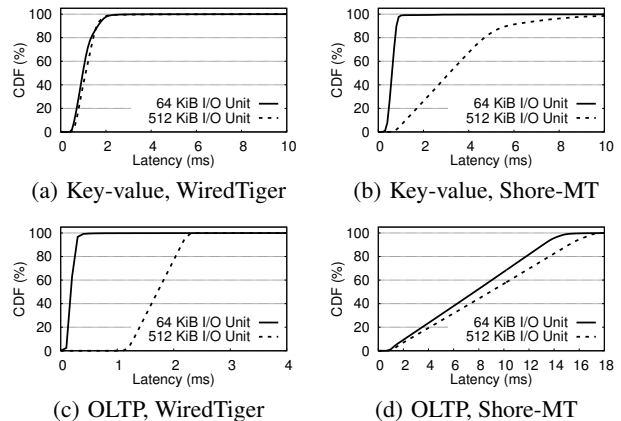 CDF (%)
100
80
60
40
20
0
64 KiB I/O Unit
512 KiB I/O Unit
0 2 4 6 8 10
Latency (ms)
(a) Key-value, WiredTiger
CDF (%)
100
80
60
40
20
0
64 KiB I/O Unit
512 KiB I/O Unit
0 2 4 6 8 10
Latency (ms)
(b) Key-value, Shore-MT
CDF (%)
100
80
60
40
20
0
64 KiB I/O Unit
512 KiB I/O Unit
0 1 2 3 4
Latency (ms)
(c) OLTP, WiredTiger
CDF (%)
100
80
60
40
20
0
64 KiB I/O Unit
512 KiB I/O Unit
0 2 4 6 8 10 12 14 16 18
Latency (ms)
(d) OLTP, Shore-MT